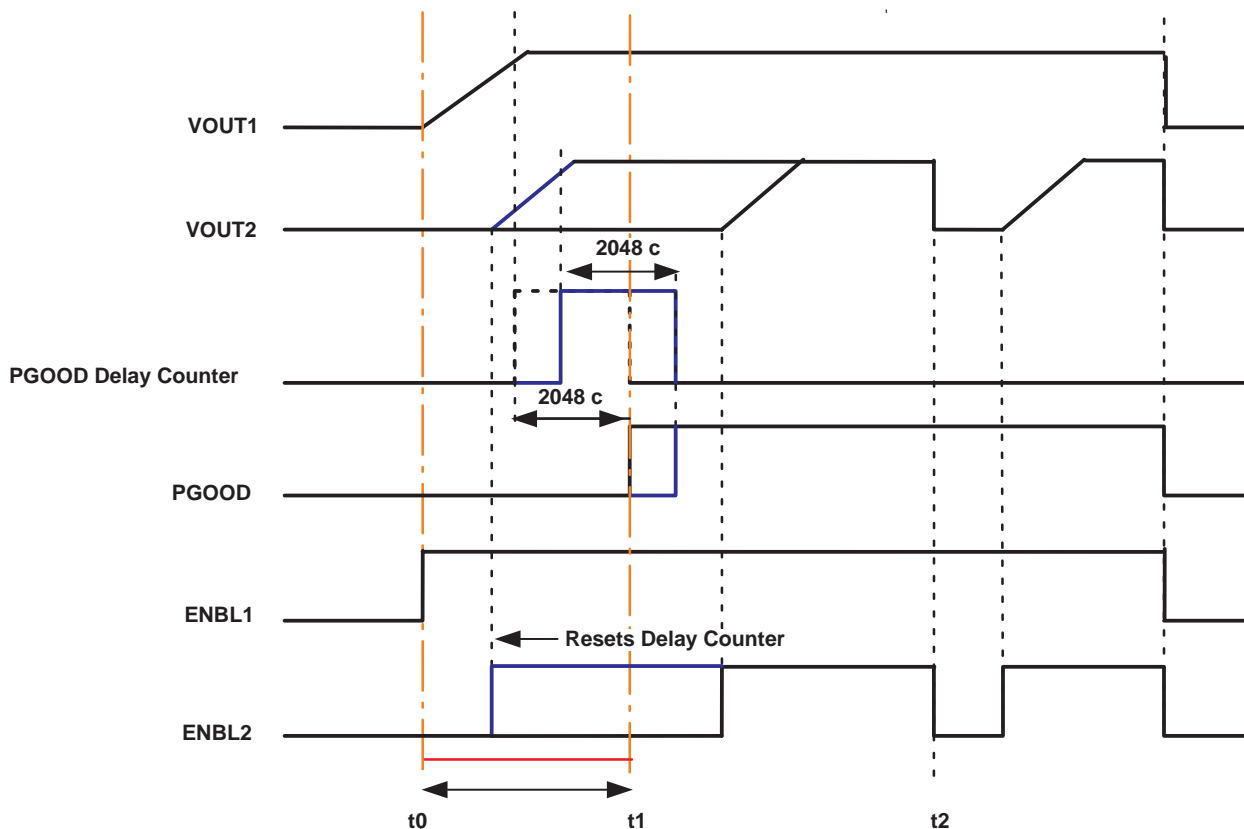 VOUT1
VOUT2
2048 c
PGOOD Delay Counter
2048 c
PGOOD
ENBL1
Resets Delay Counter
ENBL2
t0
t1
t2